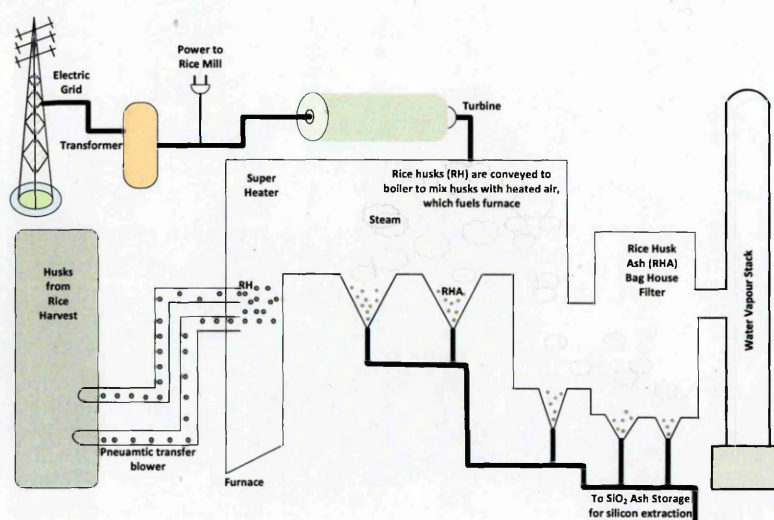 Power to
Rice Mill
Electric
Grid
Transformer
Turbine
Super
Heater
Rice husks (RH) are conveyed to
boiler to mix husks with heated air,
which fuels furnace
Steam
Husks
from
Rice
Harvest
RH
RHA
Rice Husk
Ash (RHA)
Bag House
Filter
Water Vapour Stack
Pneuamtic transfer
blower
Furnace
To SiO₂ Ash Storage
for silicon extraction